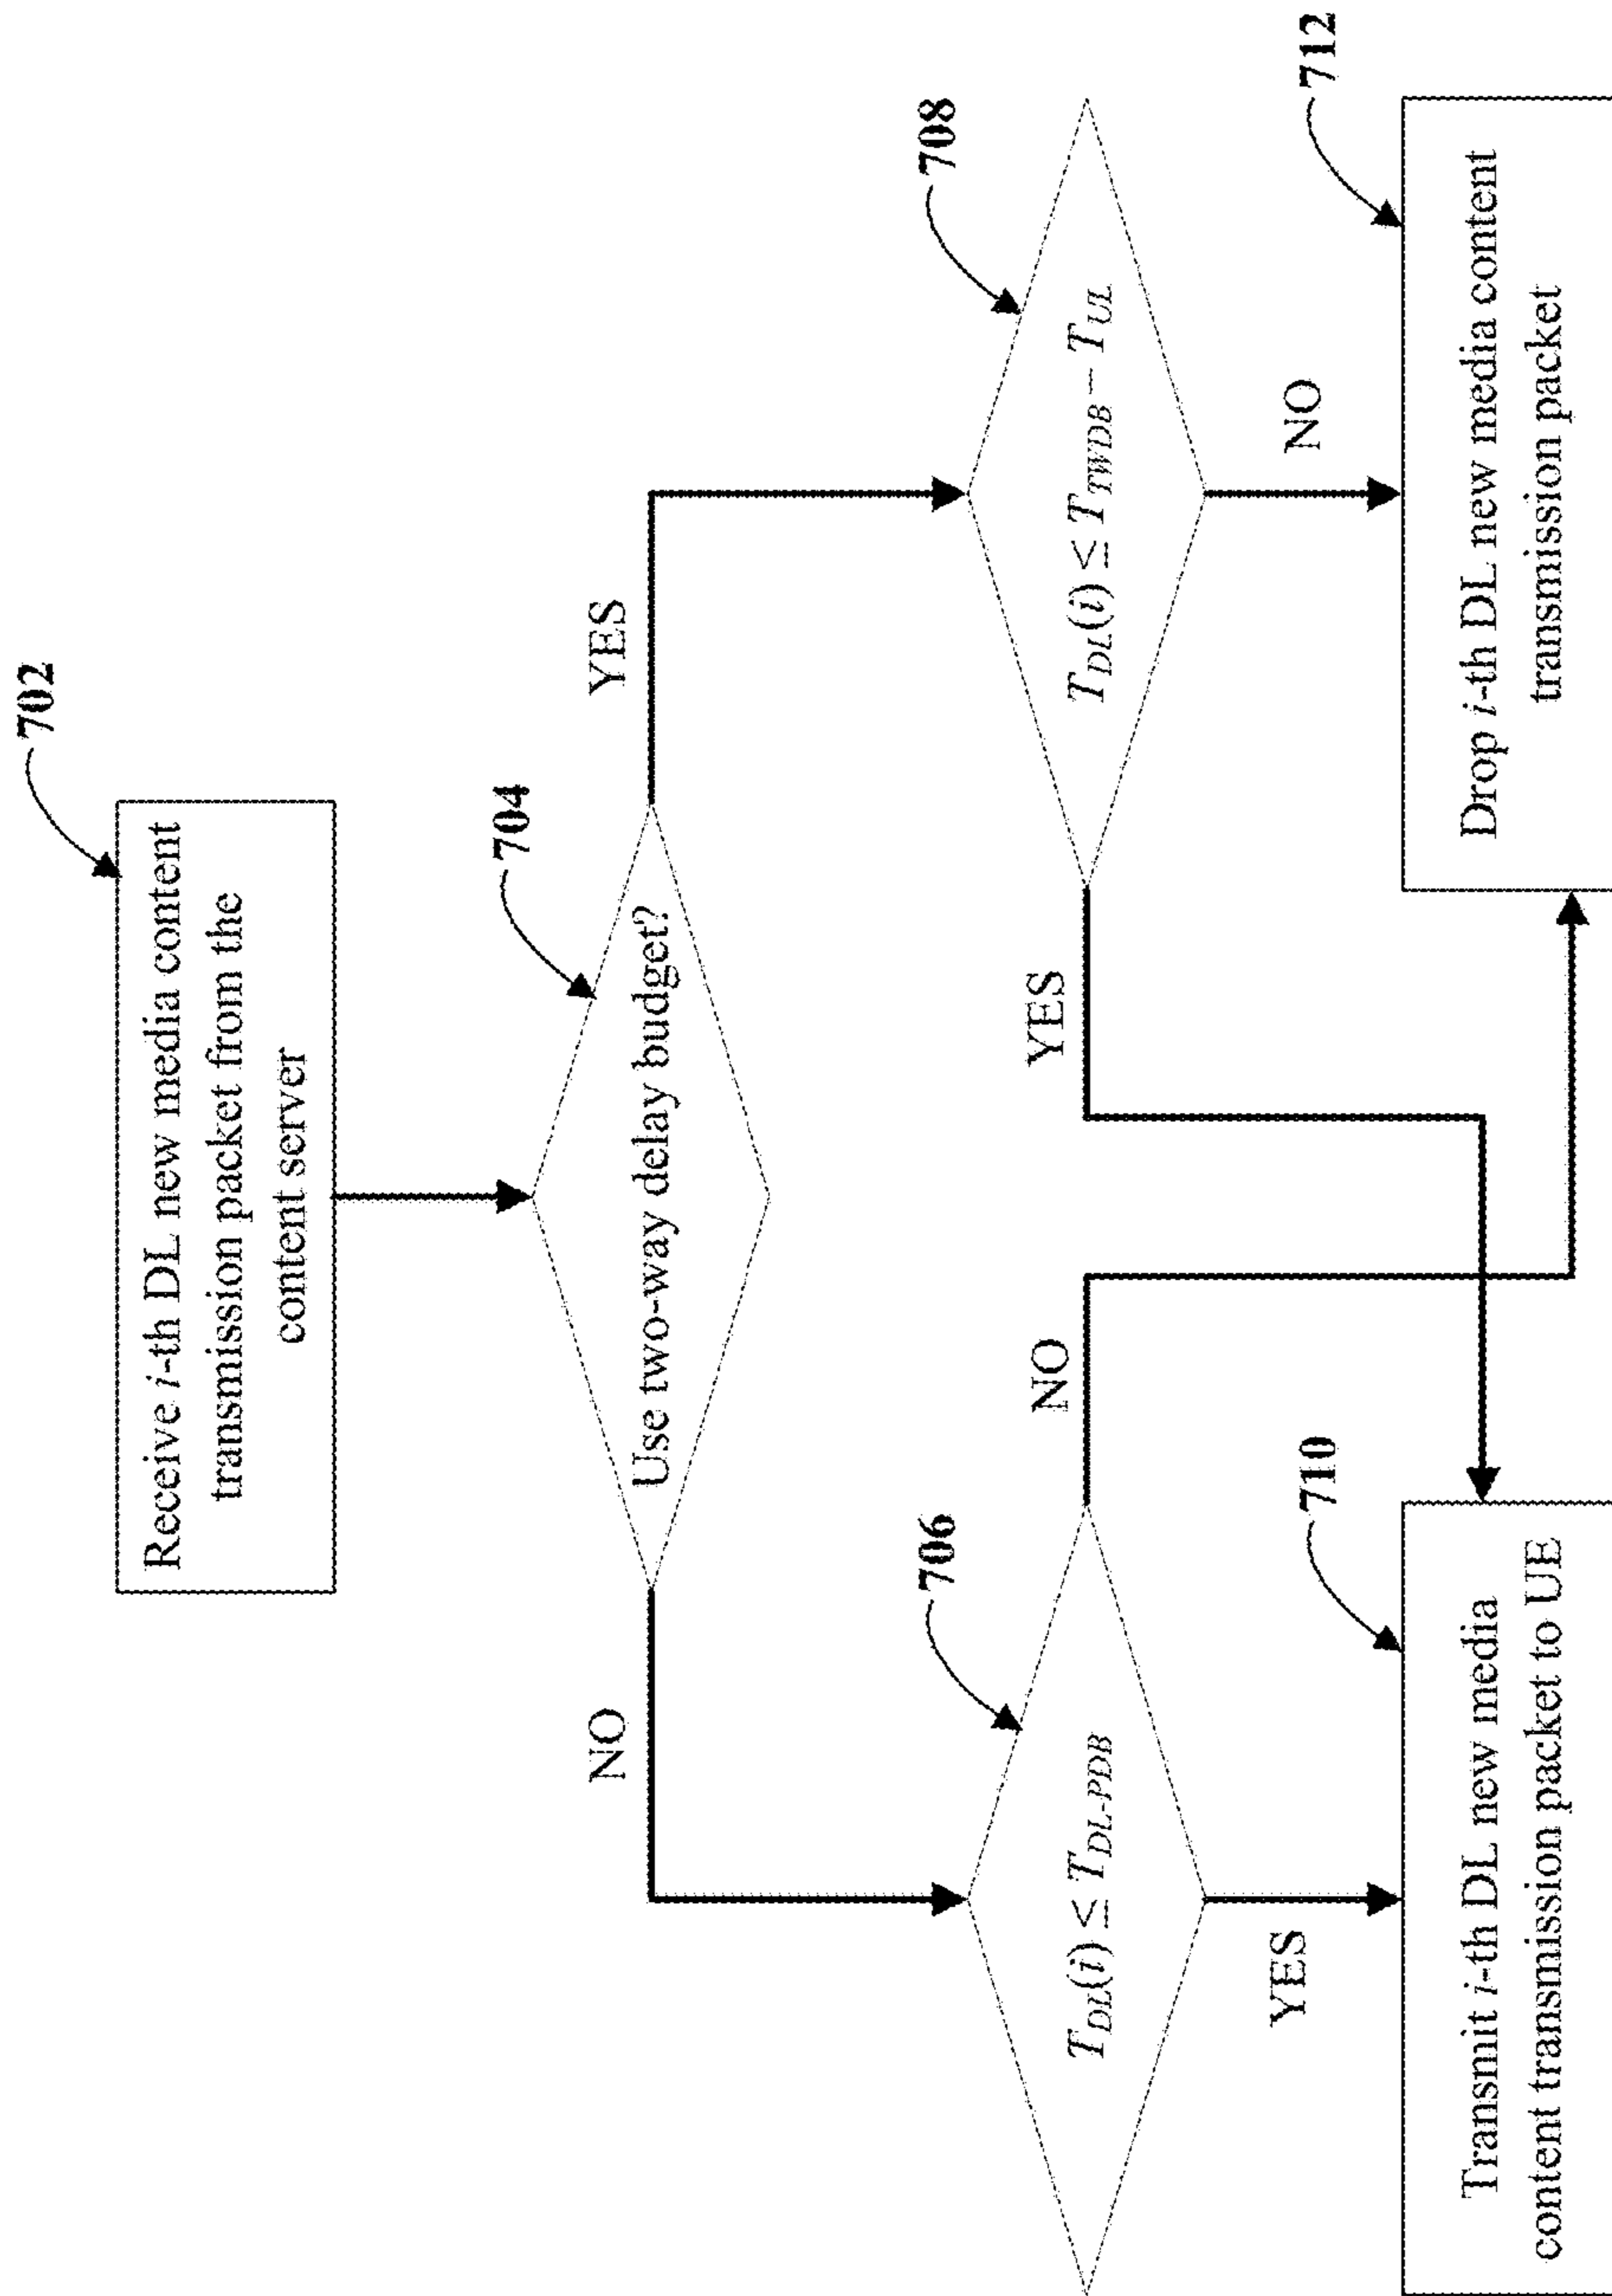 702
Receive i-th DL new media content
transmission packet from the
content server
704
Use two-way delay budget?
NO
YES
706
T_DL(i) ≤ T_DL-PDB
708
T_DL(i) ≤ T_TWDB − T_UL
NO
YES
YES
NO
710
Transmit i-th DL new media
content transmission packet to UE
712
Drop i-th DL new media content
transmission packet